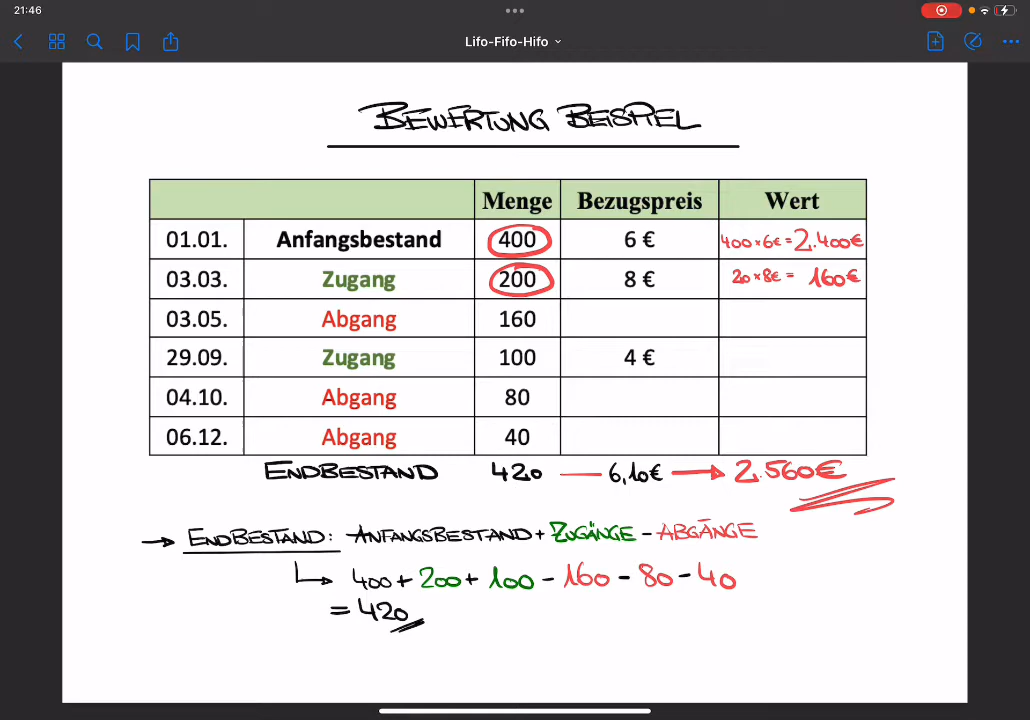 21:46
Lifo-Fifo-Hifo
BEWERTUNG BEISPIEL
Menge Bezugspreis Wert
01.01. Anfangsbestand 400 6 € 400×6€=2.400€
03.03. Zugang 200 8 € 20×8€= 160€
03.05. Abgang 160
29.09. Zugang 100 4 €
04.10. Abgang 80
06.12. Abgang 40
ENDBESTAND 420 — 6,10€ → 2.560€
→ ENDBESTAND: ANFANGSBESTAND + ZUGÄNGE - ABGÄNGE
↳ 400 + 200 + 100 - 160 - 80 - 40
= 420